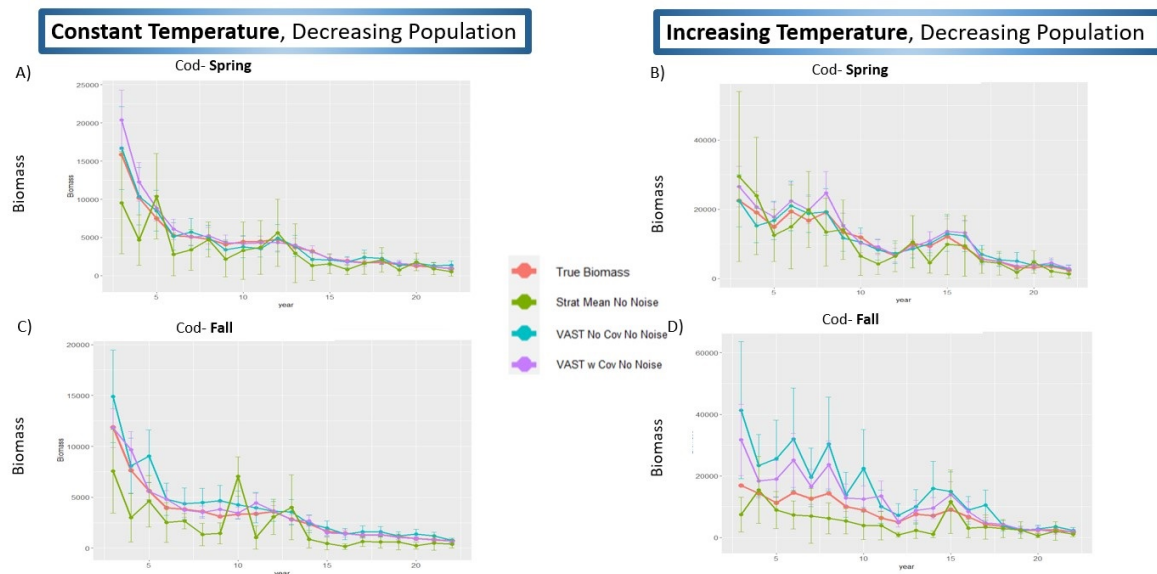 Constant Temperature, Decreasing Population
Increasing Temperature, Decreasing Population
A)
Cod- Spring
Biomass
Biomass
25000
20000
15000
10000
5000
0
5
10
15
20
year
B)
Cod- Spring
Biomass
40000
20000
0
5
10
15
20
year
True Biomass
Strat Mean No Noise
VAST No Cov No Noise
VAST w Cov No Noise
C)
Cod- Fall
Biomass
Biomass
20000
15000
10000
5000
0
5
10
15
20
year
D)
Cod- Fall
Biomass
60000
40000
20000
0
5
10
15
20
year